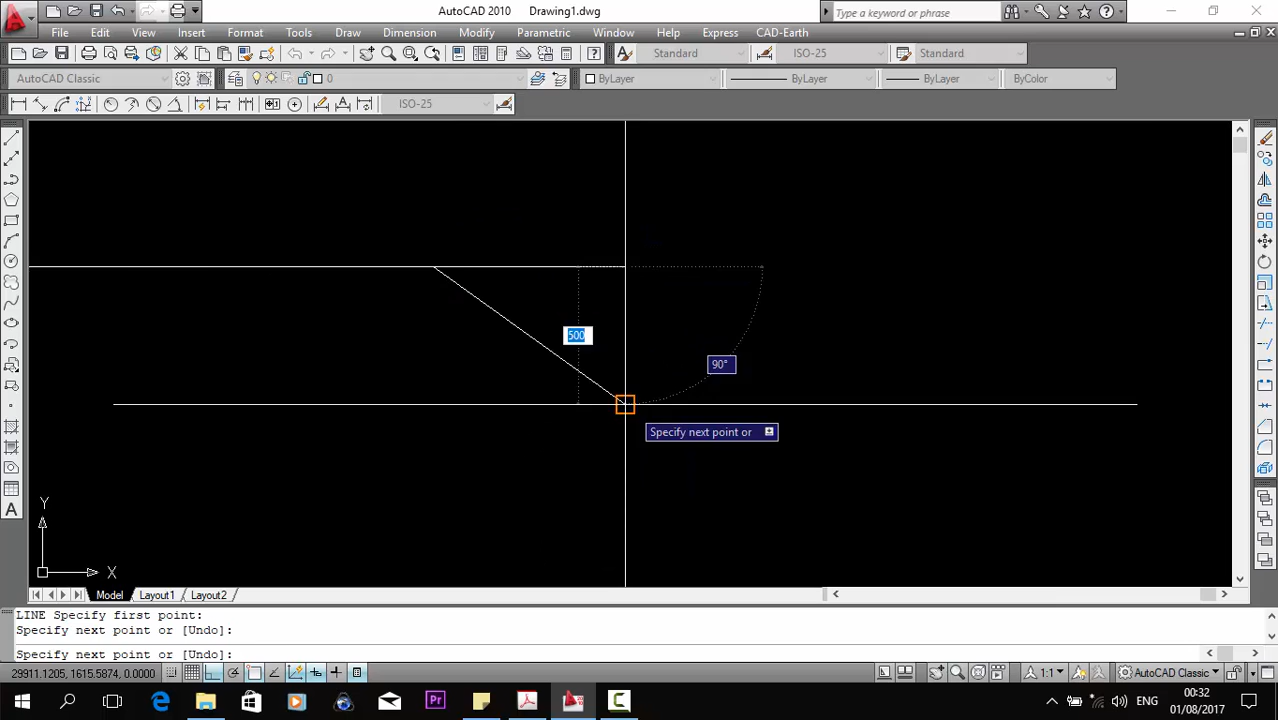 AutoCAD 2010 Drawing1.dwg
Type a keyword or phrase
File Edit View Insert Format Tools Draw Dimension Modify Parametric Window Help Express CAD-Earth
Standard ISO-25 Standard
AutoCAD Classic 0 ByLayer ByLayer ByLayer ByColor
ISO-25
500
90°
Specify next point or
Y
X
Model Layout1 Layout2
LINE Specify first point:
Specify next point or [Undo]:
Specify next point or [Undo]:
29911.1205, 1615.5874, 0.0000
1:1
AutoCAD Classic
A
Pr
ENG
00:32
01/08/2017